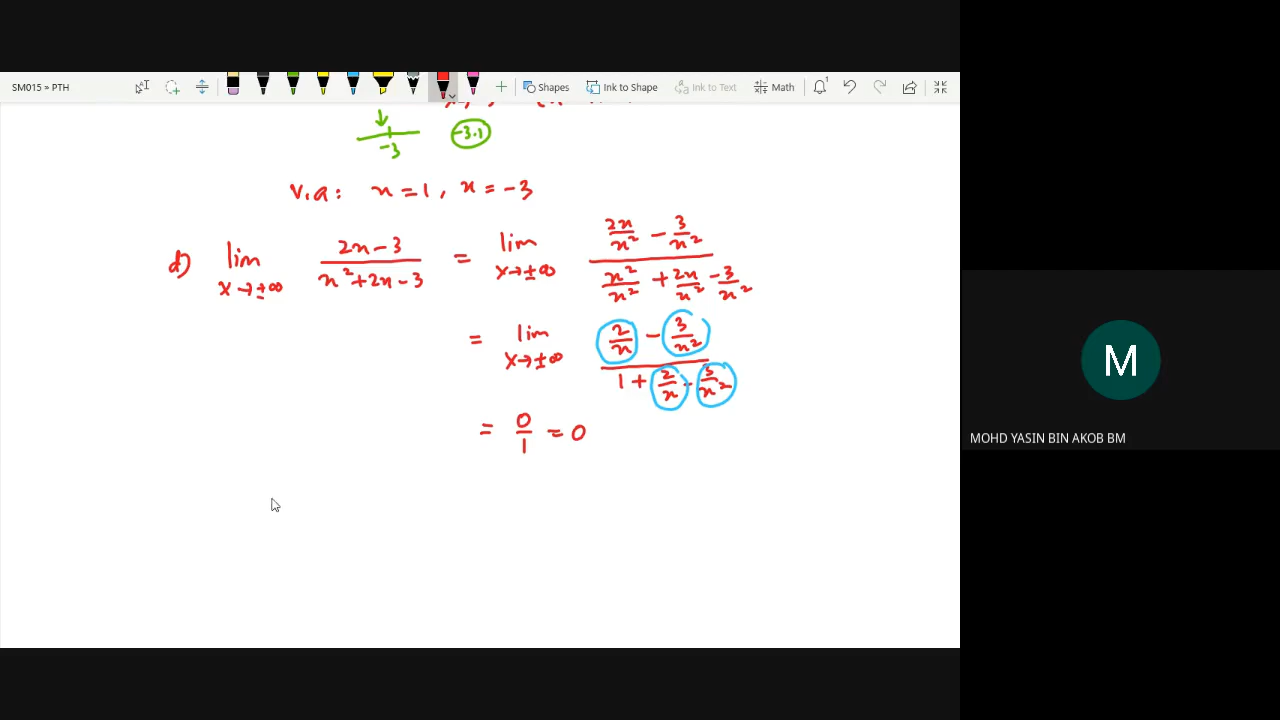 SM015 » PTH
Shapes Ink to Shape Ink to Text Math
-3 -3.1
V.a: x = 1, x = -3
d) lim x→±∞ (2x-3)/(x²+2x-3) = lim x→±∞ (2x/x² - 3/x²)/(x²/x² + 2x/x² - 3/x²)
= lim x→±∞ (2/x - 3/x²)/(1 + 2/x - 3/x²)
= 0/1 = 0
M
MOHD YASIN BIN AKOB BM